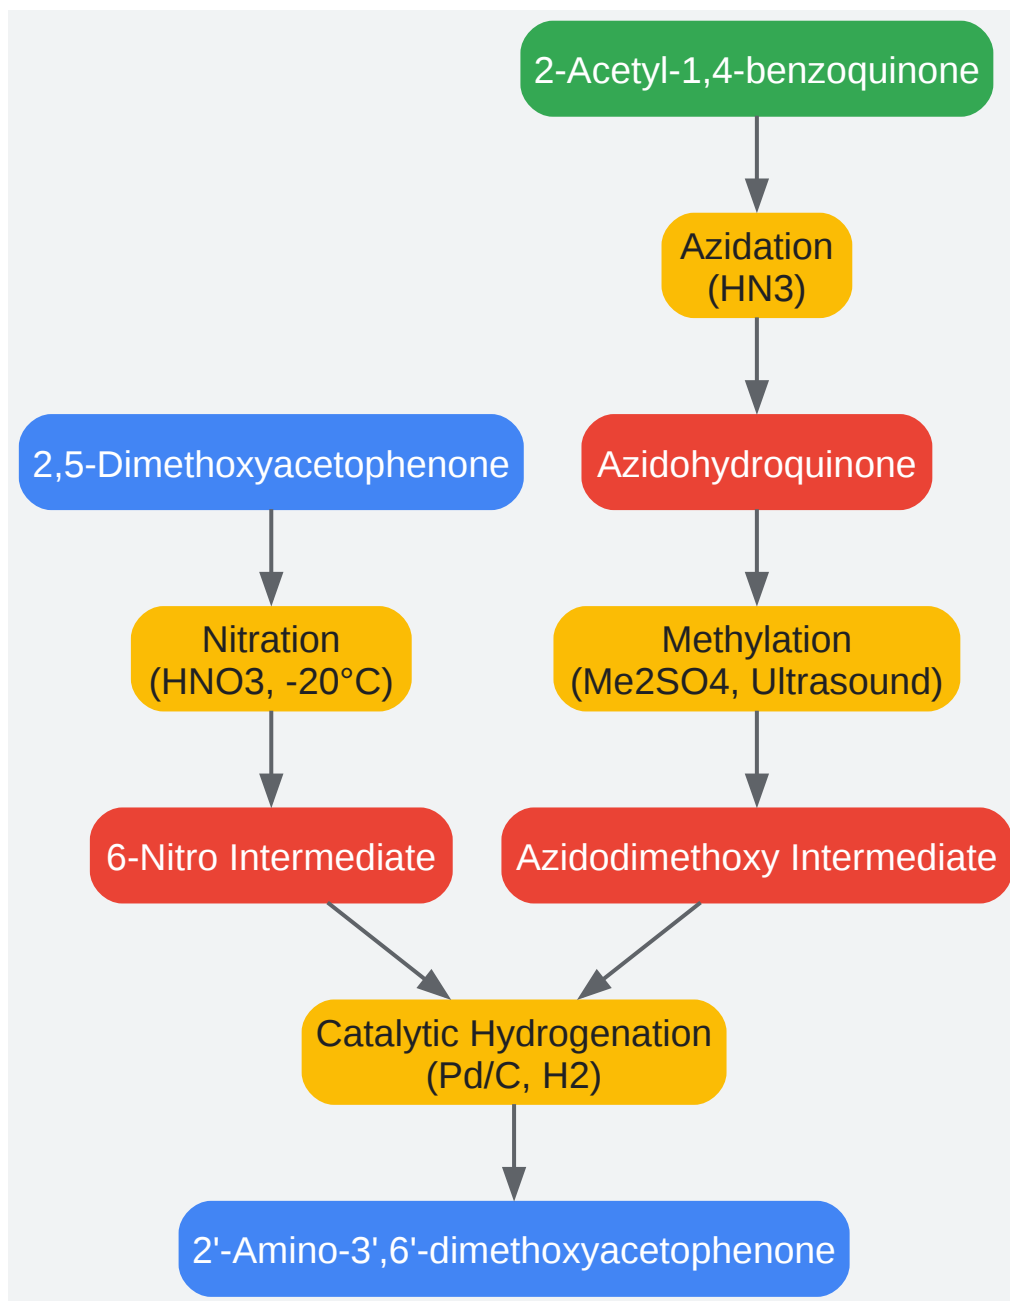 2-Acetyl-1,4-benzoquinone
Azidation
(HN3)
2,5-Dimethoxyacetophenone
Azidohydroquinone
Nitration
(HNO3, -20°C)
Methylation
(Me2SO4, Ultrasound)
6-Nitro Intermediate
Azidodimethoxy Intermediate
Catalytic Hydrogenation
(Pd/C, H2)
2'-Amino-3',6'-dimethoxyacetophenone